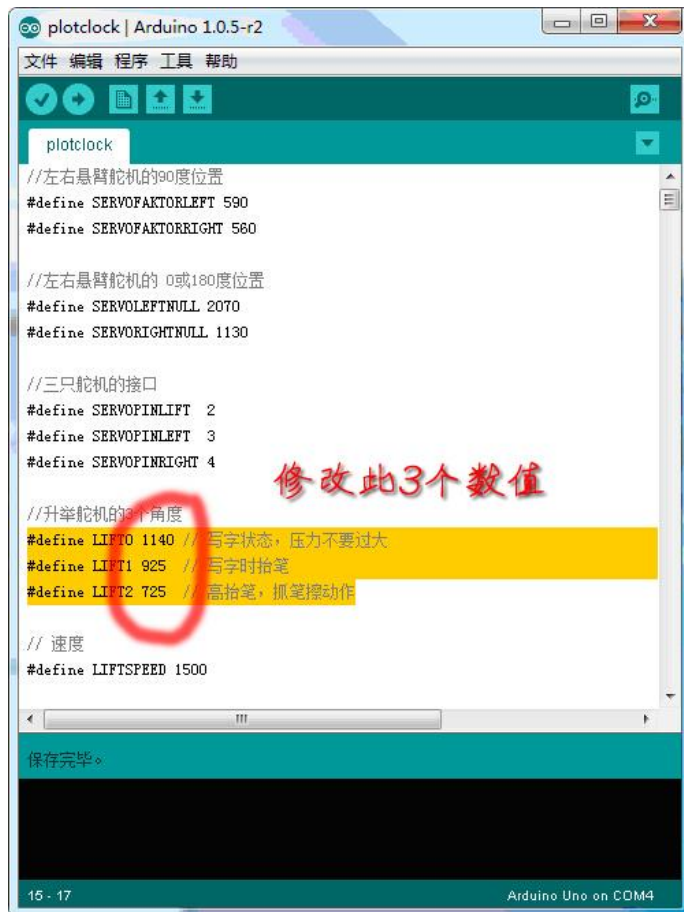 plotclock | Arduino 1.0.5-r2
文件 编辑 程序 工具 帮助
plotclock
//左右悬臂舵机的90度位置
#define SERVOFAKTORLEFT 590
#define SERVOFAKTORRIGHT 560
//左右悬臂舵机的 0或180度位置
#define SERVOLEFTNULL 2070
#define SERVORIGHTNULL 1130
//三只舵机的接口
#define SERVOPINLIFT 2
#define SERVOPINLEFT 3
#define SERVOPINRIGHT 4
修改此3个数值
//升举舵机的3个角度
#define LIFT0 1140 // 写字状态，压力不要过大
#define LIFT1 925 // 写字时抬笔
#define LIFT2 725 // 高抬笔，抓笔擦动作
// 速度
#define LIFTSPEED 1500
保存完毕。
15 - 17
Arduino Uno on COM4